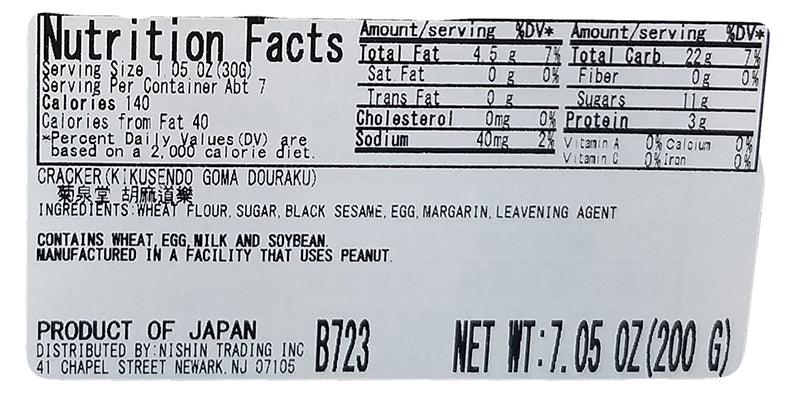 Nutrition Facts
Serving Size 1.05 OZ(30G)
Serving Per Container Abt 7
Calories 140
Calories from Fat 40
*Percent Daily Values(DV) are
based on a 2,000 calorie diet.
Amount/serving %DV*
Total Fat 4.5 g 7%
Sat.Fat 0 g 0%
Trans Fat 0 g
Cholesterol 0mg 0%
Sodium 40mg 2%
Amount/serving %DV*
Total Carb. 22g 7%
Fiber 0g 0%
Sugars 11g
Protein 3g
Vitamin A 0% Calcium 0%
Vitamin C 0% Iron 0%
CRACKER(KIKUSENDO GOMA DOURAKU)
菊泉堂 胡麻道樂
INGREDIENTS:WHEAT FLOUR, SUGAR, BLACK SESAME, EGG, MARGARIN, LEAVENING AGENT
CONTAINS WHEAT, EGG, MILK AND SOYBEAN.
MANUFACTURED IN A FACILITY THAT USES PEANUT.
PRODUCT OF JAPAN
DISTRIBUTED BY:NISHIN TRADING INC
41 CHAPEL STREET NEWARK, NJ 07105
B723
NET WT:7.05 OZ(200 G)